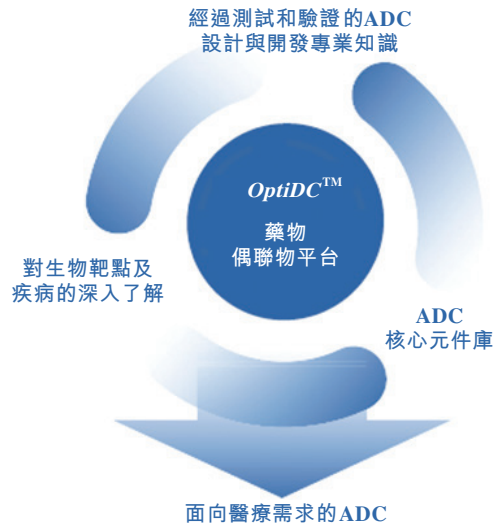 經過測試和驗證的ADC
設計與開發專業知識
OptiDC™
藥物
偶聯物平台
對生物靶點及
疾病的深入了解
ADC
核心元件庫
面向醫療需求的ADC